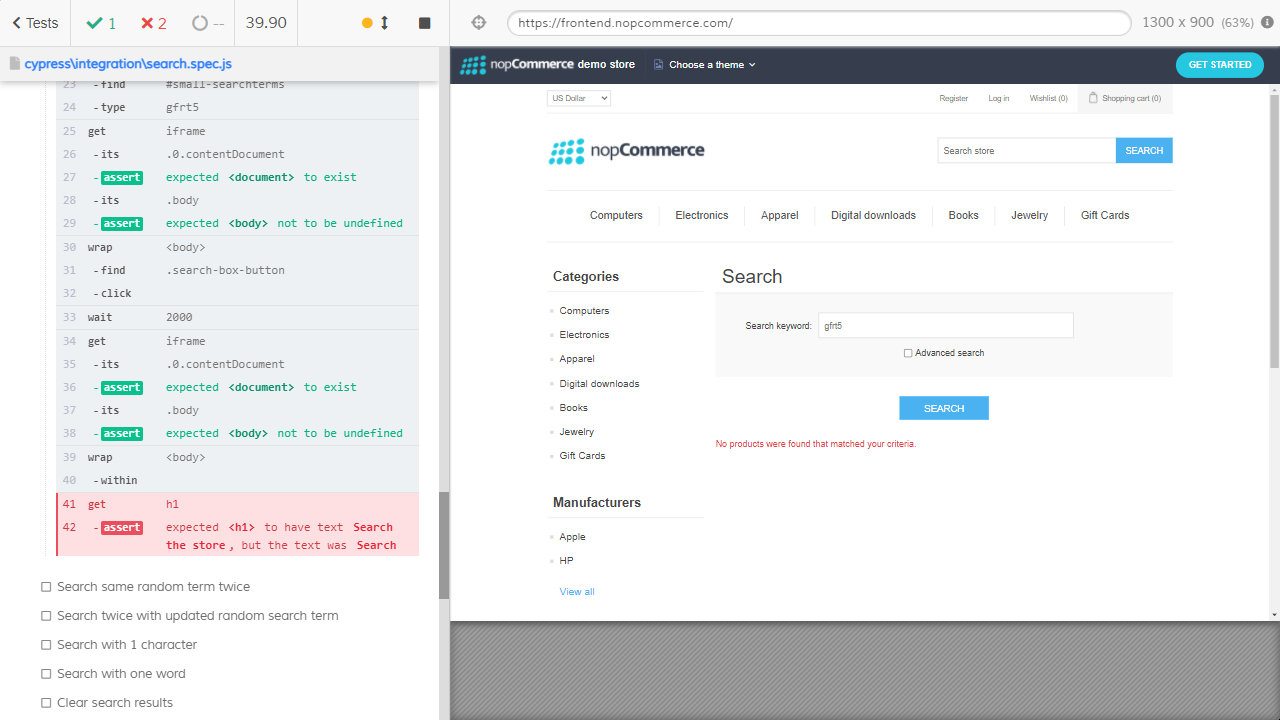 Tests 1 2 -- 39.90
cypress\integration\search.spec.js
23 -find #small-searchterms
24 -type gfrt5
25 get iframe
26 -its .0.contentDocument
27 -assert expected <document> to exist
28 -its .body
29 -assert expected <body> not to be undefined
30 wrap <body>
31 -find .search-box-button
32 -click
33 wait 2000
34 get iframe
35 -its .0.contentDocument
36 -assert expected <document> to exist
37 -its .body
38 -assert expected <body> not to be undefined
39 wrap <body>
40 -within
41 get h1
42 -assert expected <h1> to have text Search
the store, but the text was Search
Search same random term twice
Search twice with updated random search term
Search with 1 character
Search with one word
Clear search results
https://frontend.nopcommerce.com/ 1300 x 900 (63%)
nopCommerce demo store Choose a theme GET STARTED
US Dollar Register Log in Wishlist (0) Shopping cart (0)
nopCommerce Search store SEARCH
Computers Electronics Apparel Digital downloads Books Jewelry Gift Cards
Categories
Computers
Electronics
Apparel
Digital downloads
Books
Jewelry
Gift Cards
Manufacturers
Apple
HP
View all
Search
Search keyword: gfrt5
Advanced search
SEARCH
No products were found that matched your criteria.